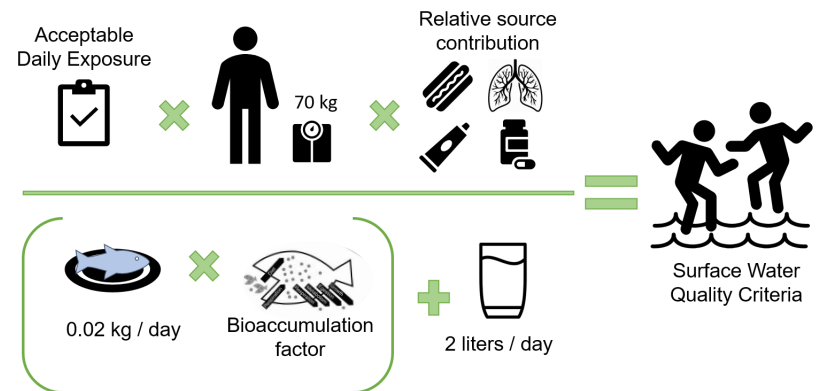 Acceptable
Daily Exposure
70 kg
Relative source
contribution
0.02 kg / day
Bioaccumulation
factor
2 liters / day
Surface Water
Quality Criteria